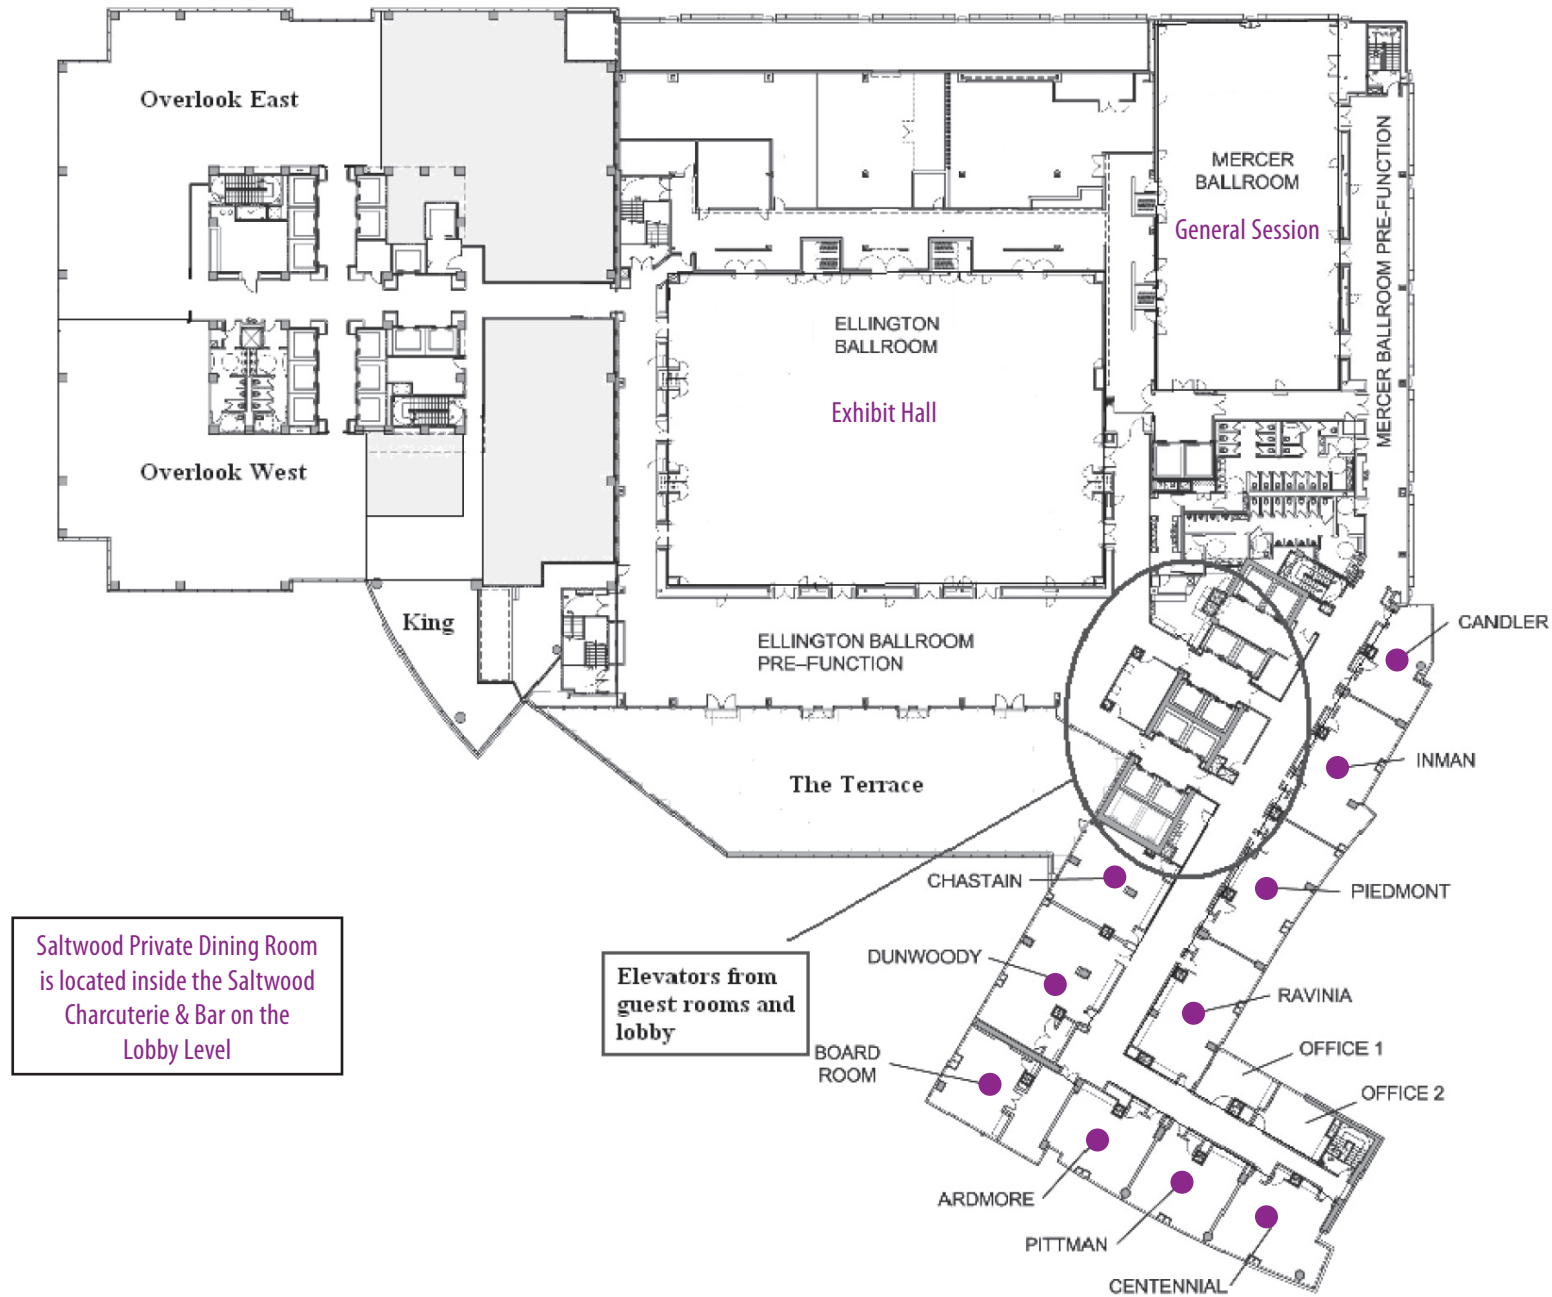 Overlook East
MERCER
BALLROOM
General Session
MERCER BALLROOM PRE-FUNCTION
ELLINGTON
BALLROOM
Exhibit Hall
Overlook West
King
ELLINGTON BALLROOM
PRE-FUNCTION
CANDLER
INMAN
The Terrace
CHASTAIN
PIEDMONT
Saltwood Private Dining Room
is located inside the Saltwood
Charcuterie & Bar on the
Lobby Level
Elevators from
guest rooms and
lobby
DUNWOODY
RAVINIA
BOARD
ROOM
OFFICE 1
OFFICE 2
ARDMORE
PITTMAN
CENTENNIAL